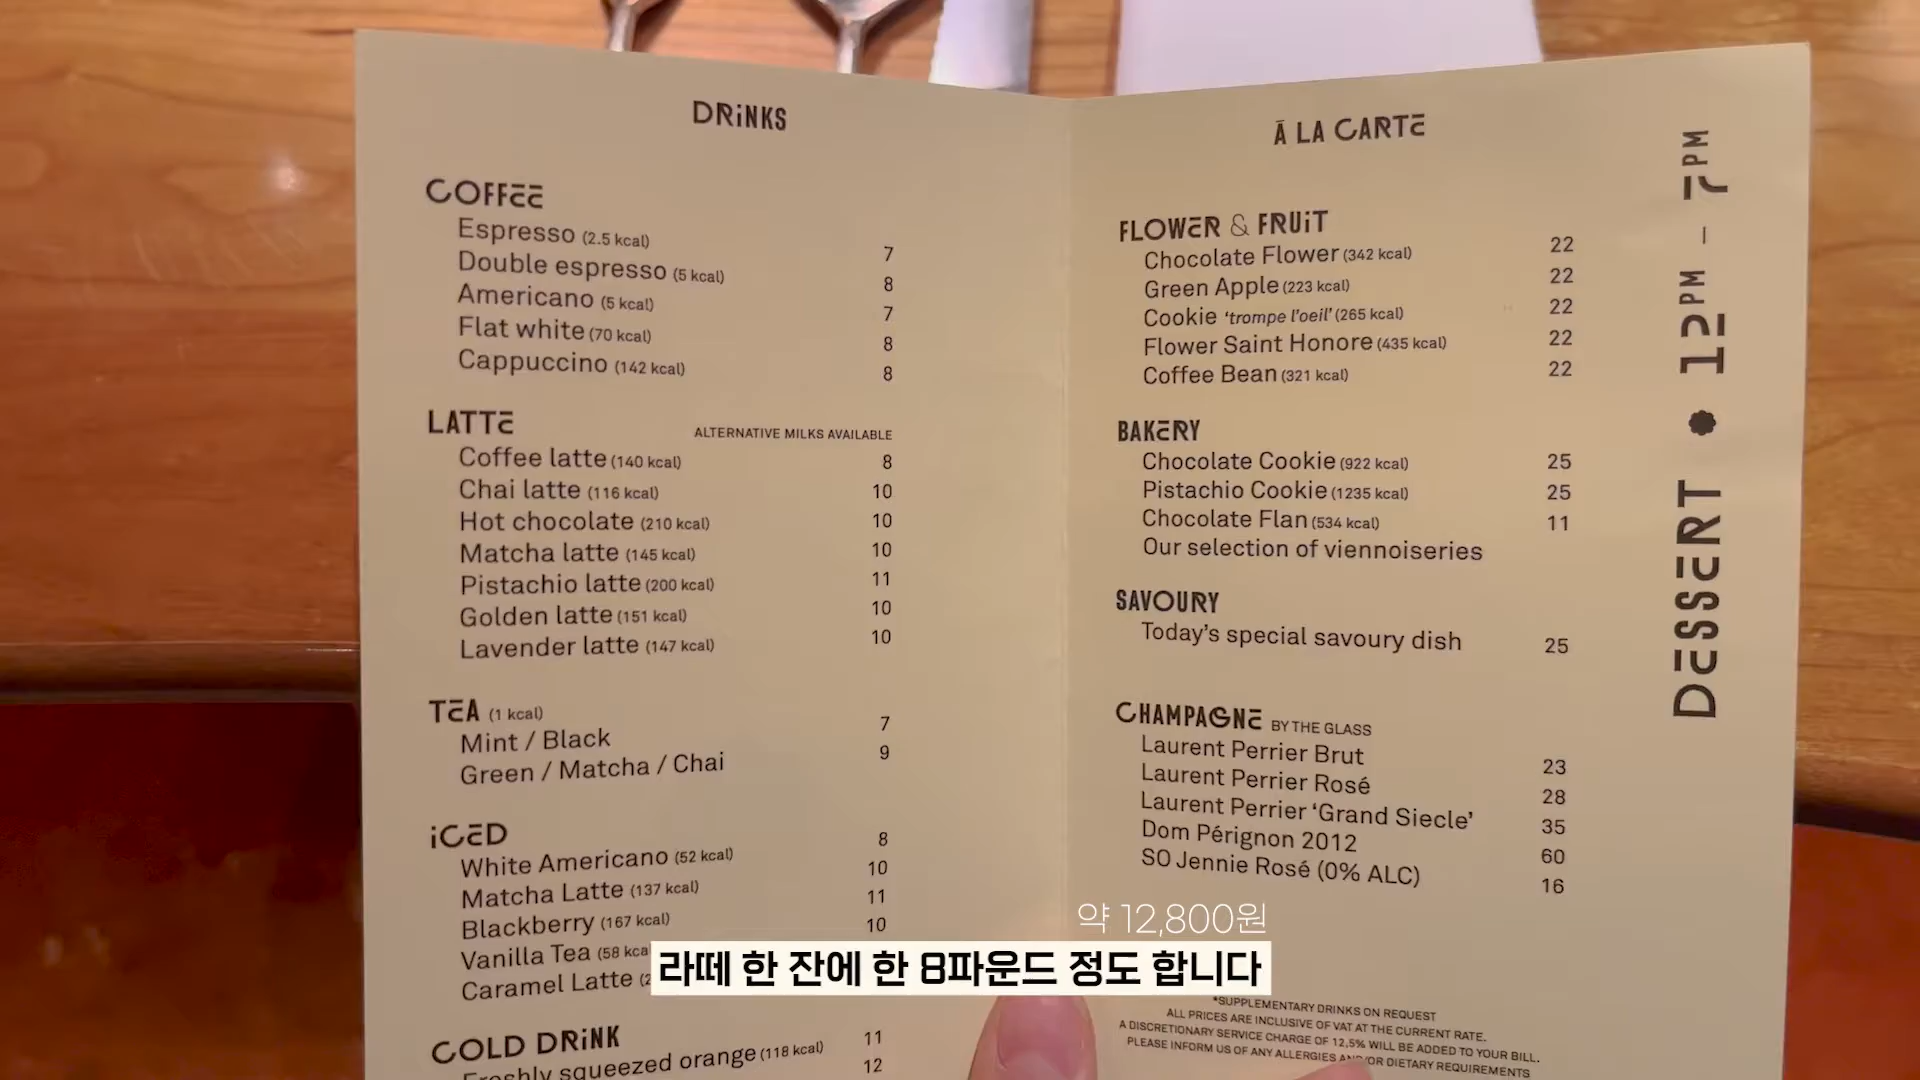 DRiNKS
COFFEE
Espresso (2.5 kcal) 7
Double espresso (5 kcal) 8
Americano (5 kcal) 7
Flat white (70 kcal) 8
Cappuccino (142 kcal) 8
LATTE
ALTERNATIVE MILKS AVAILABLE
Coffee latte (140 kcal) 8
Chai latte (116 kcal) 10
Hot chocolate (210 kcal) 10
Matcha latte (145 kcal) 10
Pistachio latte (200 kcal) 11
Golden latte (151 kcal) 10
Lavender latte (147 kcal) 10
TEA (1 kcal)
Mint / Black 7
Green / Matcha / Chai 9
iCED
White Americano (52 kcal) 8
Matcha Latte (137 kcal) 10
Blackberry (167 kcal) 11
Vanilla Tea (58 kca 10
Caramel Latte
COLD DRiNK
Freshly squeezed orange (118 kcal) 11
12
Ā LA CARTE
FLOWER & FRUiT
Chocolate Flower (342 kcal) 22
Green Apple (223 kcal) 22
Cookie 'trompe l'oeil' (265 kcal) 22
Flower Saint Honore (435 kcal) 22
Coffee Bean (321 kcal) 22
BAKERY
Chocolate Cookie (922 kcal) 25
Pistachio Cookie (1235 kcal) 25
Chocolate Flan (534 kcal) 11
Our selection of viennoiseries
SAVOURY
Today's special savoury dish 25
CHAMPAGNE BY THE GLASS
Laurent Perrier Brut 23
Laurent Perrier Rosé 28
Laurent Perrier 'Grand Siecle' 35
Dom Pérignon 2012 60
SO Jennie Rosé (0% ALC) 16
*SUPPLEMENTARY DRINKS ON REQUEST
ALL PRICES ARE INCLUSIVE OF VAT AT THE CURRENT RATE.
A DISCRETIONARY SERVICE CHARGE OF 12,5% WILL BE ADDED TO YOUR BILL.
PLEASE INFORM US OF ANY ALLERGIES AND/OR DIETARY REQUIREMENTS
DESSERT • 12PM – 7PM
약 12,800원
라떼 한 잔에 한 8파운드 정도 합니다